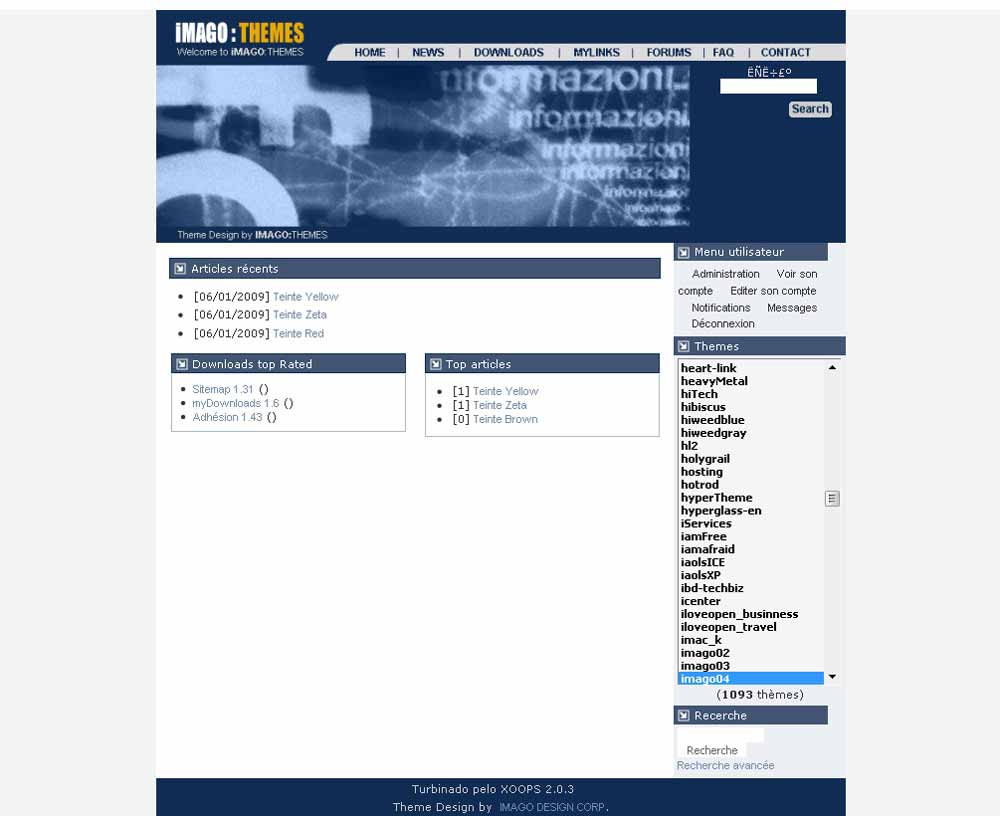 iMAGO:THEMES
Welcome to iMAGO:THEMES
HOME | NEWS | DOWNLOADS | MYLINKS | FORUMS | FAQ | CONTACT
ËÑË÷£º
Search
informazioni
informazioni
informazioni
informazioni
informazioni
informazioni
Theme Design by IMAGO:THEMES
Articles récents
[06/01/2009] Teinte Yellow
[06/01/2009] Teinte Zeta
[06/01/2009] Teinte Red
Downloads top Rated
Sitemap 1.31 ()
myDownloads 1.6 ()
Adhésion 1.43 ()
Top articles
[1] Teinte Yellow
[1] Teinte Zeta
[0] Teinte Brown
Menu utilisateur
Administration Voir son
compte Editer son compte
Notifications Messages
Déconnexion
Themes
heart-link
heavyMetal
hiTech
hibiscus
hiweedblue
hiweedgray
hl2
holygrail
hosting
hotrod
hyperTheme
hyperglass-en
iServices
iamFree
iamafraid
iaolsICE
iaolsXP
ibd-techbiz
icenter
iloveopen_businness
iloveopen_travel
imac_k
imago02
imago03
imago04
(1093 thèmes)
Recerche
Recherche
Recherche avancée
Turbinado pelo XOOPS 2.0.3
Theme Design by IMAGO DESIGN CORP.